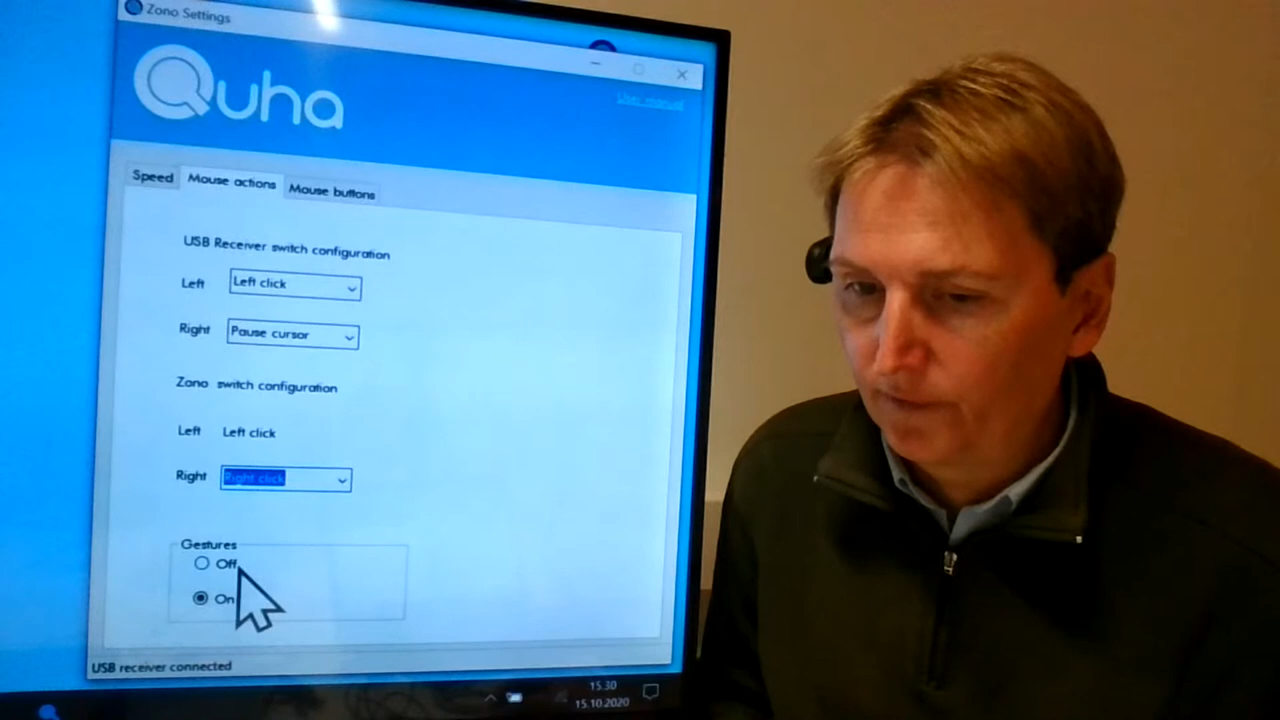 Zono Settings
Quha
User manual
Speed Mouse actions Mouse buttons
USB Receiver switch configuration
Left Left click
Right Pause cursor
Zono switch configuration
Left Left click
Right Right click
Gestures
Off
On
USB receiver connected
15.30
15.10.2020